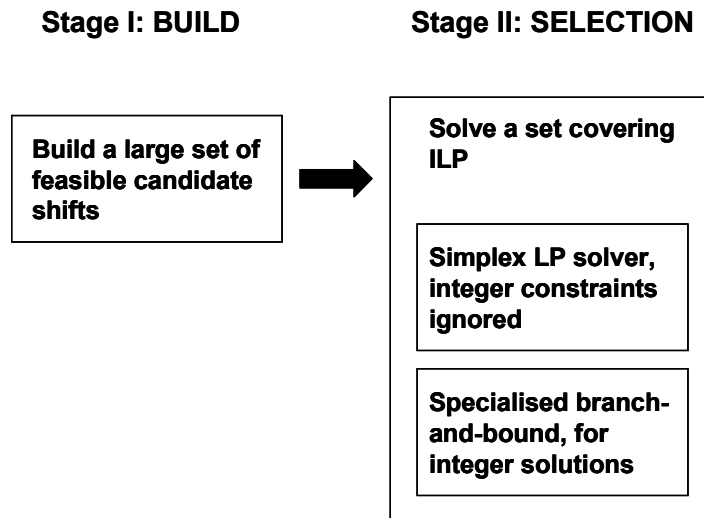 Stage I: BUILD
Stage II: SELECTION
Build a large set of
feasible candidate
shifts
Solve a set covering
ILP
Simplex LP solver,
integer constraints
ignored
Specialised branch-
and-bound, for
integer solutions